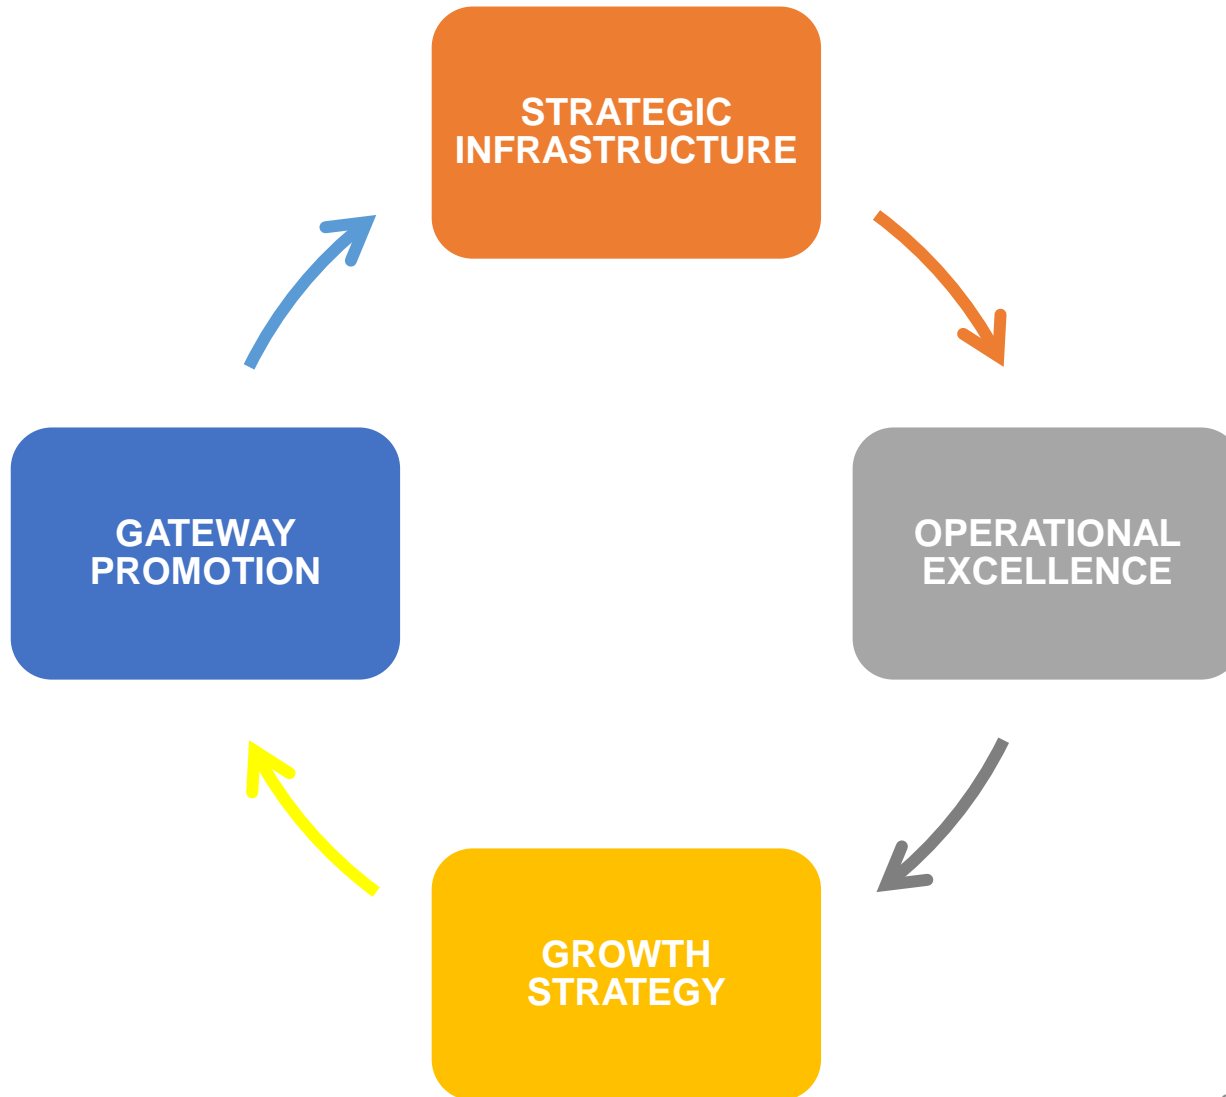 STRATEGIC
INFRASTRUCTURE
GATEWAY
PROMOTION
OPERATIONAL
EXCELLENCE
GROWTH
STRATEGY